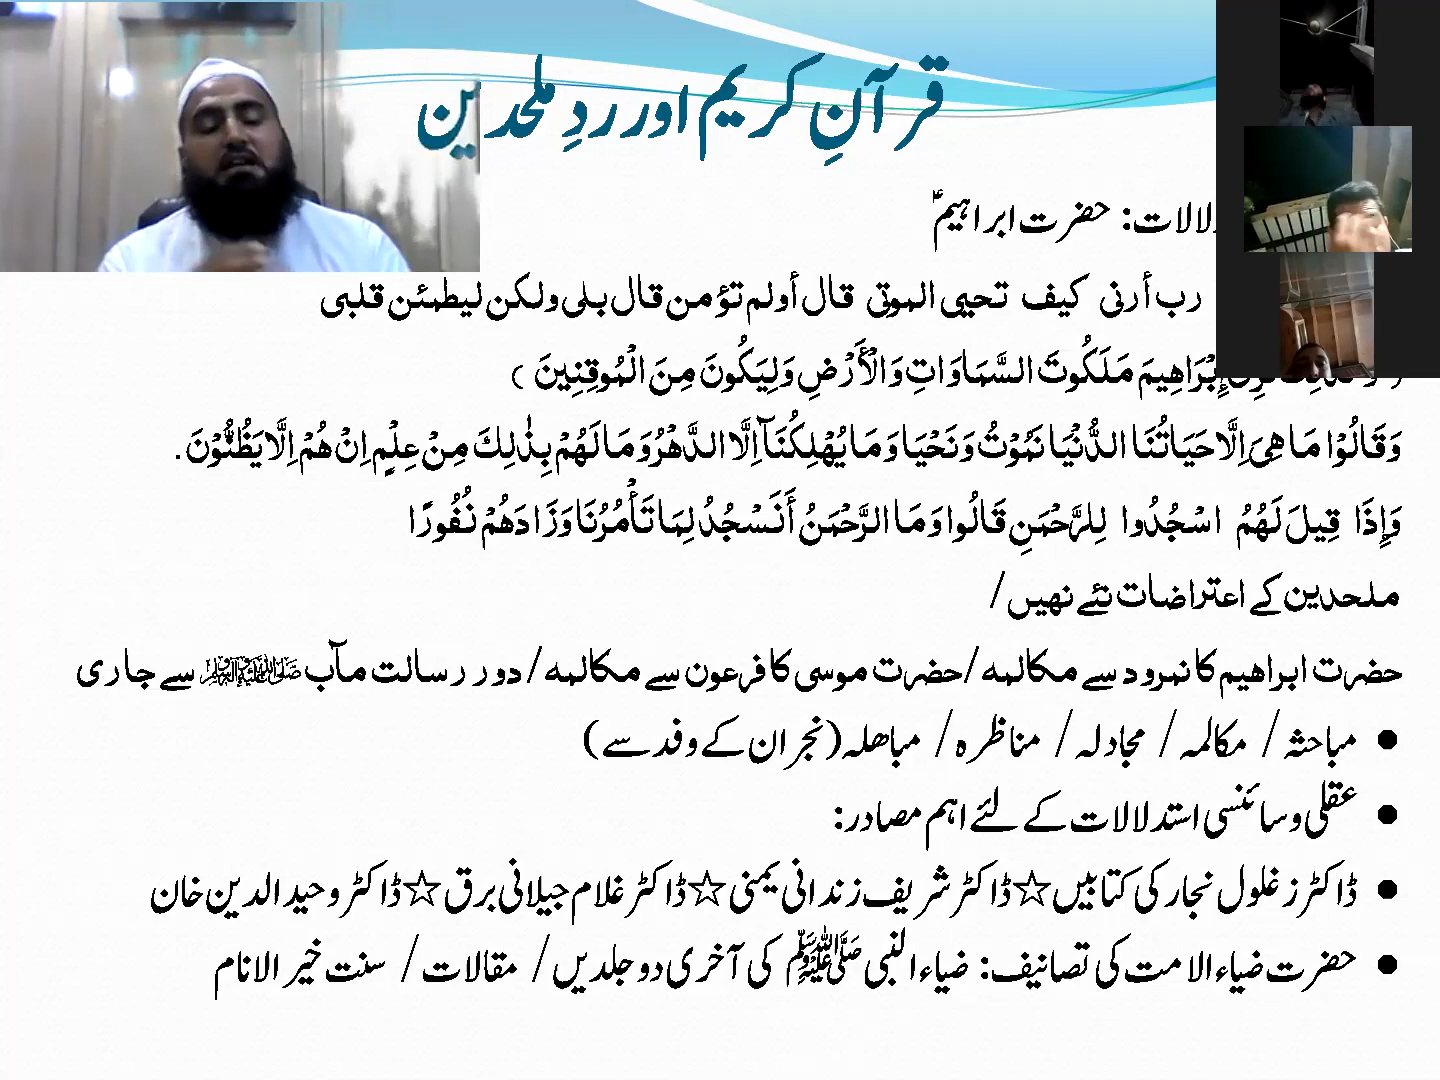 قرآنِ کریم اور ردِ ملحدین
حضرت ابراہیمؑ
رب أرنی کیف تحیی الموتی قال أولم تؤمن قال بلی ولکن لیطمئن قلبی
إِبْرَاهِيمَ مَلَكُوتَ السَّمَاوَاتِ وَالْأَرْضِ وَلِيَكُونَ مِنَ الْمُوقِنِينَ )
وَقَالُوْا مَا هِیَ اِلَّا حَیَاتُنَا الدُّنْیَا نَمُوْتُ وَنَحْیَا وَمَا یُهْلِکُنَآ اِلَّا الدَّهْرُ وَمَا لَهُمْ بِذٰلِكَ مِنْ عِلْمٍ اِنْ هُمْ اِلَّا یَظُنُّوْنَ.
وَإِذَا قِيلَ لَهُمُ اسْجُدُوا لِلرَّحْمَنِ قَالُوا وَمَا الرَّحْمَنُ أَنَسْجُدُ لِمَا تَأْمُرُنَا وَزَادَهُمْ نُفُورًا
ملحدین کے اعتراضات نئے نہیں/
حضرت ابراهیم کا نمرود سے مکالمہ/حضرت موسی کا فرعون سے مکالمہ/دور رسالت مآب ﷺ سے جاری
• مباحثہ/ مکالمہ/ مجادلہ/ مناظرہ/ مباھلہ(نجران کے وفد سے)
• عقلی و سائنسی استدلالات کے لئے اہم مصادر:
• ڈاکٹر زغلول نجار کی کتابیں☆ڈاکٹر شریف زندانی یمنی☆ڈاکٹر غلام جیلانی برق☆ڈاکٹر وحید الدین خان
• حضرت ضیاء الامت کی تصانیف: ضیاء النبی ﷺ کی آخری دو جلدیں/ مقالات/ سنت خیر الانام